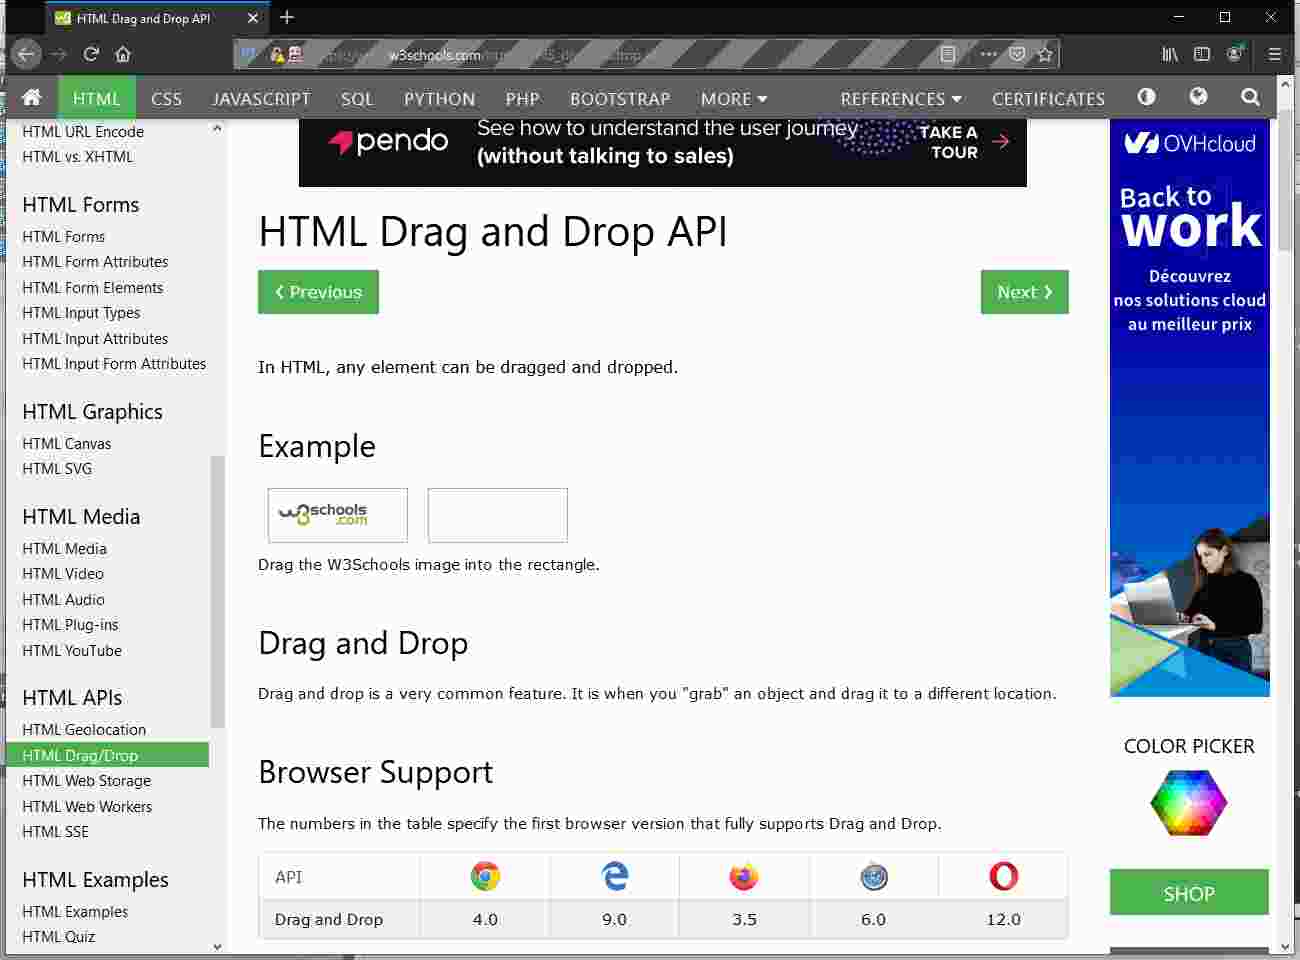 HTML Drag and Drop API
w3schools.com
HTML
CSS
JAVASCRIPT
SQL
PYTHON
PHP
BOOTSTRAP
MORE
REFERENCES
CERTIFICATES
HTML URL Encode
HTML vs. XHTML
HTML Forms
HTML Forms
HTML Form Attributes
HTML Form Elements
HTML Input Types
HTML Input Attributes
HTML Input Form Attributes
HTML Graphics
HTML Canvas
HTML SVG
HTML Media
HTML Media
HTML Video
HTML Audio
HTML Plug-ins
HTML YouTube
HTML APIs
HTML Geolocation
HTML Drag/Drop
HTML Web Storage
HTML Web Workers
HTML SSE
HTML Examples
HTML Examples
HTML Quiz
pendo
See how to understand the user journey
(without talking to sales)
TAKE A
TOUR
HTML Drag and Drop API
❮ Previous
Next ❯
In HTML, any element can be dragged and dropped.
Example
w3schools
.com
Drag the W3Schools image into the rectangle.
Drag and Drop
Drag and drop is a very common feature. It is when you "grab" an object and drag it to a different location.
Browser Support
The numbers in the table specify the first browser version that fully supports Drag and Drop.
API
Drag and Drop 4.0 9.0 3.5 6.0 12.0
OVHcloud
Back to
work
Découvrez
nos solutions cloud
au meilleur prix
COLOR PICKER
SHOP